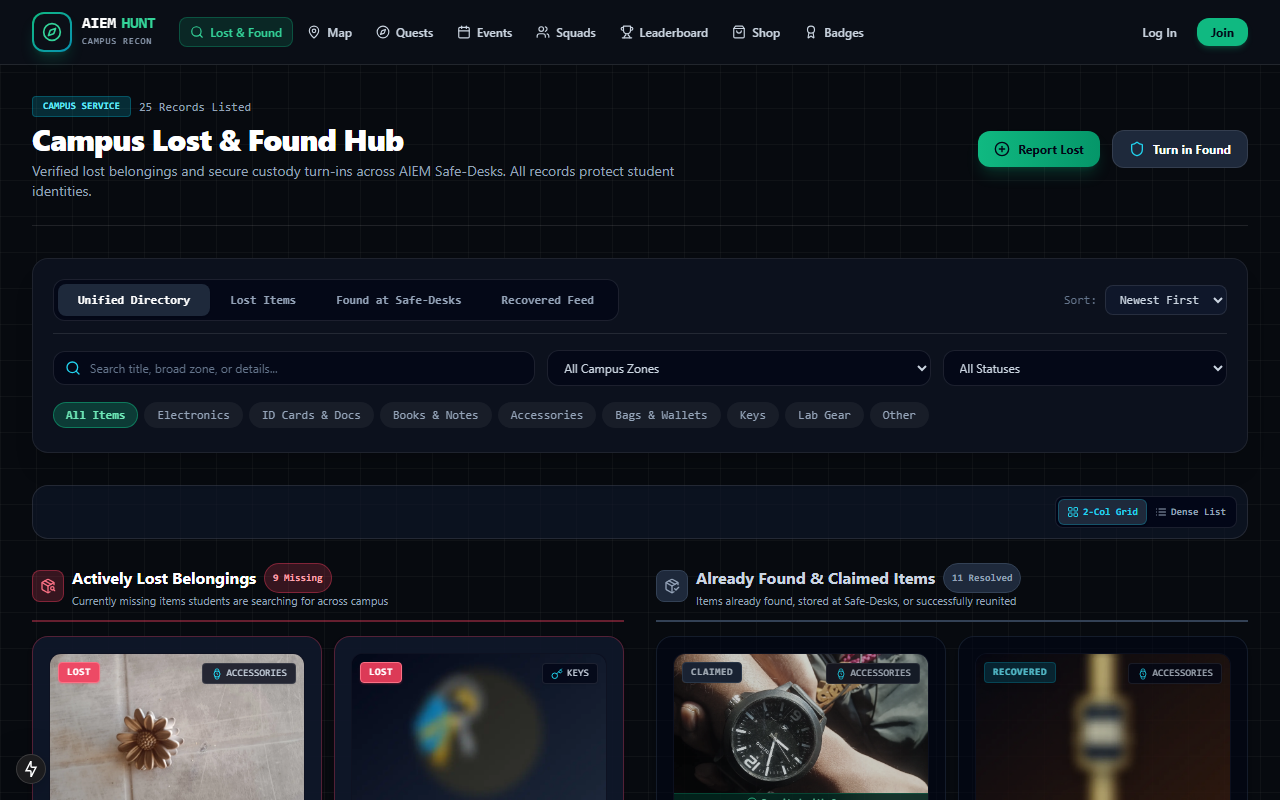 AIEM HUNT
CAMPUS RECON
Lost & Found
Map
Quests
Events
Squads
Leaderboard
Shop
Badges
Log In
Join
CAMPUS SERVICE
25 Records Listed
Campus Lost & Found Hub
Verified lost belongings and secure custody turn-ins across AIEM Safe-Desks. All records protect student
identities.
Report Lost
Turn in Found
Unified Directory
Lost Items
Found at Safe-Desks
Recovered Feed
Sort:
Newest First
Search title, broad zone, or details...
All Campus Zones
All Statuses
All Items
Electronics
ID Cards & Docs
Books & Notes
Accessories
Bags & Wallets
Keys
Lab Gear
Other
2-Col Grid
Dense List
Actively Lost Belongings
9 Missing
Currently missing items students are searching for across campus
Already Found & Claimed Items
11 Resolved
Items already found, stored at Safe-Desks, or successfully reunited
LOST
ACCESSORIES
LOST
KEYS
CLAIMED
ACCESSORIES
RECOVERED
ACCESSORIES